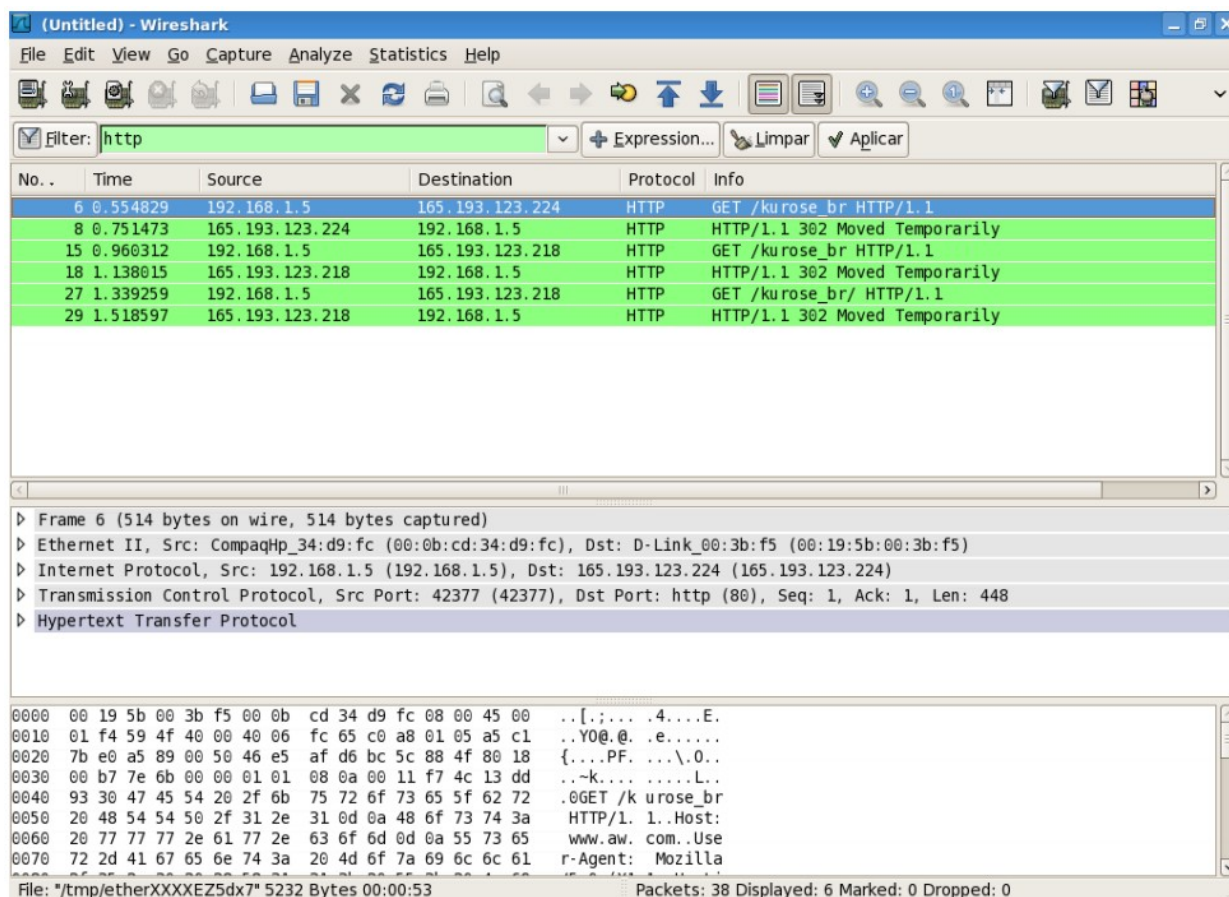 (Untitled) - Wireshark
File Edit View Go Capture Analyze Statistics Help
Filter: http Expression... Limpar Aplicar
No. . Time Source Destination Protocol Info
6 0.554829 192.168.1.5 165.193.123.224 HTTP GET /kurose_br HTTP/1.1
8 0.751473 165.193.123.224 192.168.1.5 HTTP HTTP/1.1 302 Moved Temporarily
15 0.960312 192.168.1.5 165.193.123.218 HTTP GET /kurose_br HTTP/1.1
18 1.138015 165.193.123.218 192.168.1.5 HTTP HTTP/1.1 302 Moved Temporarily
27 1.339259 192.168.1.5 165.193.123.218 HTTP GET /kurose_br/ HTTP/1.1
29 1.518597 165.193.123.218 192.168.1.5 HTTP HTTP/1.1 302 Moved Temporarily
Frame 6 (514 bytes on wire, 514 bytes captured)
Ethernet II, Src: CompaqHp_34:d9:fc (00:0b:cd:34:d9:fc), Dst: D-Link_00:3b:f5 (00:19:5b:00:3b:f5)
Internet Protocol, Src: 192.168.1.5 (192.168.1.5), Dst: 165.193.123.224 (165.193.123.224)
Transmission Control Protocol, Src Port: 42377 (42377), Dst Port: http (80), Seq: 1, Ack: 1, Len: 448
Hypertext Transfer Protocol
0000 00 19 5b 00 3b f5 00 0b cd 34 d9 fc 08 00 45 00 ..[.;... .4....E.
0010 01 f4 59 4f 40 00 40 06 fc 65 c0 a8 01 05 a5 c1 ..YO@.@. .e......
0020 7b e0 a5 89 00 50 46 e5 af d6 bc 5c 88 4f 80 18 {....PF. ...\.O..
0030 00 b7 7e 6b 00 00 01 01 08 0a 00 11 f7 4c 13 dd ..~k.... .....L..
0040 93 30 47 45 54 20 2f 6b 75 72 6f 73 65 5f 62 72 .0GET /k urose_br
0050 20 48 54 54 50 2f 31 2e 31 0d 0a 48 6f 73 74 3a HTTP/1. 1..Host:
0060 20 77 77 77 2e 61 77 2e 63 6f 6d 0d 0a 55 73 65 www.aw. com..Use
0070 72 2d 41 67 65 6e 74 3a 20 4d 6f 7a 69 6c 6c 61 r-Agent: Mozilla
File: "/tmp/etherXXXXEZ5dx7" 5232 Bytes 00:00:53 Packets: 38 Displayed: 6 Marked: 0 Dropped: 0